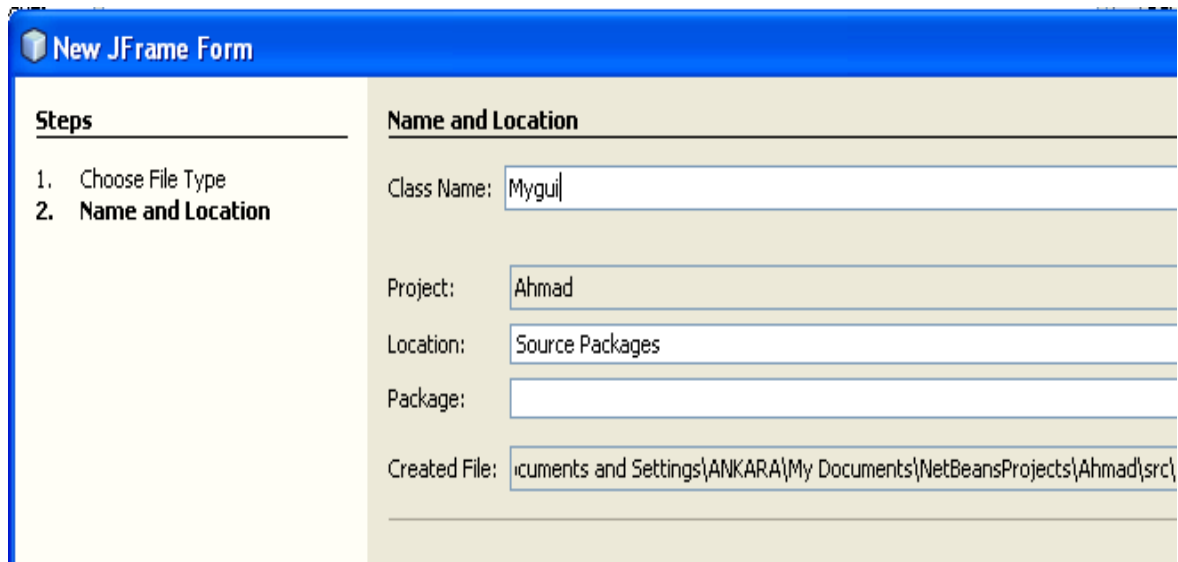 New JFrame Form
Steps
1. Choose File Type
2. Name and Location
Name and Location
Class Name: Mygui
Project: Ahmad
Location: Source Packages
Package:
Created File: cuments and Settings\ANKARA\My Documents\NetBeansProjects\Ahmad\src\